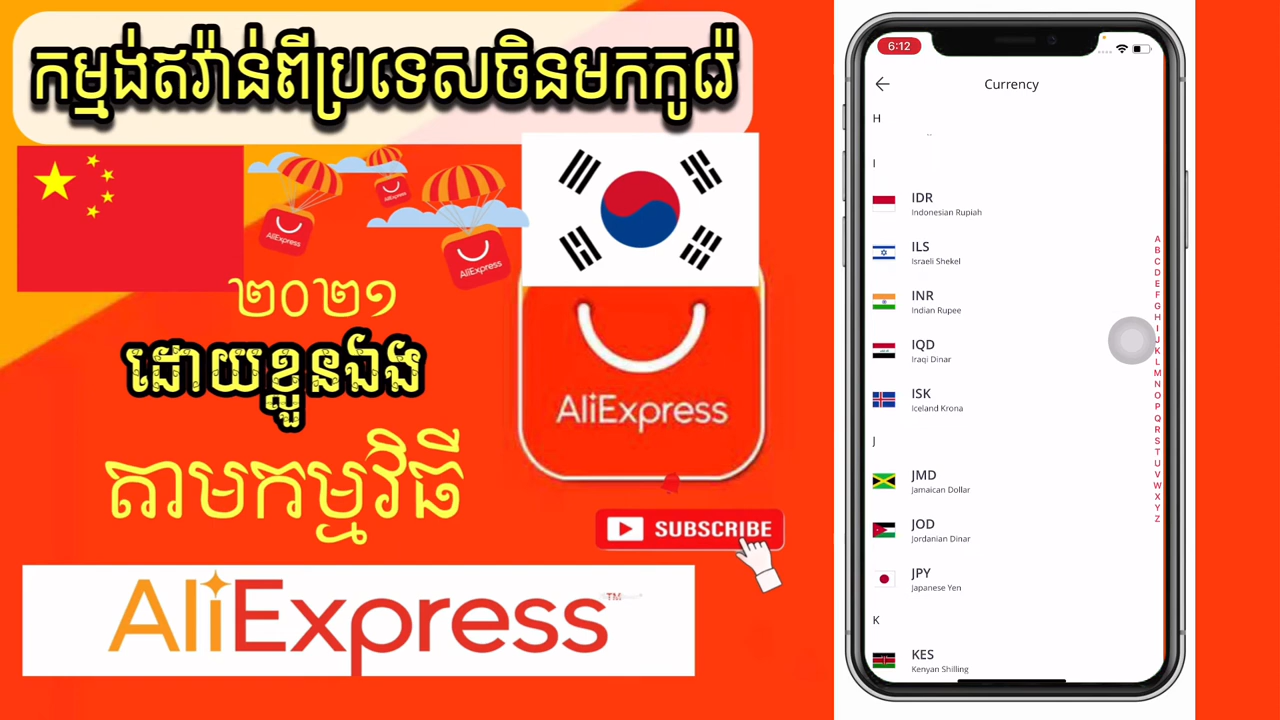 កម្មង់ឥវ៉ាន់ពីប្រទេសចិនមកកូរ៉េ
AliExpress
AliExpress
AliExpress
២០២១
ដោយខ្លួនឯង
AliExpress
តាមកម្មវិធី
SUBSCRIBE
AliExpress™
6:12
Currency
H
I
IDR
Indonesian Rupiah
ILS
Israeli Shekel
INR
Indian Rupee
IQD
Iraqi Dinar
ISK
Iceland Krona
J
JMD
Jamaican Dollar
JOD
Jordanian Dinar
JPY
Japanese Yen
K
KES
Kenyan Shilling
A
B
C
D
E
F
G
H
I
J
K
L
M
N
O
P
Q
R
S
T
U
V
W
X
Y
Z